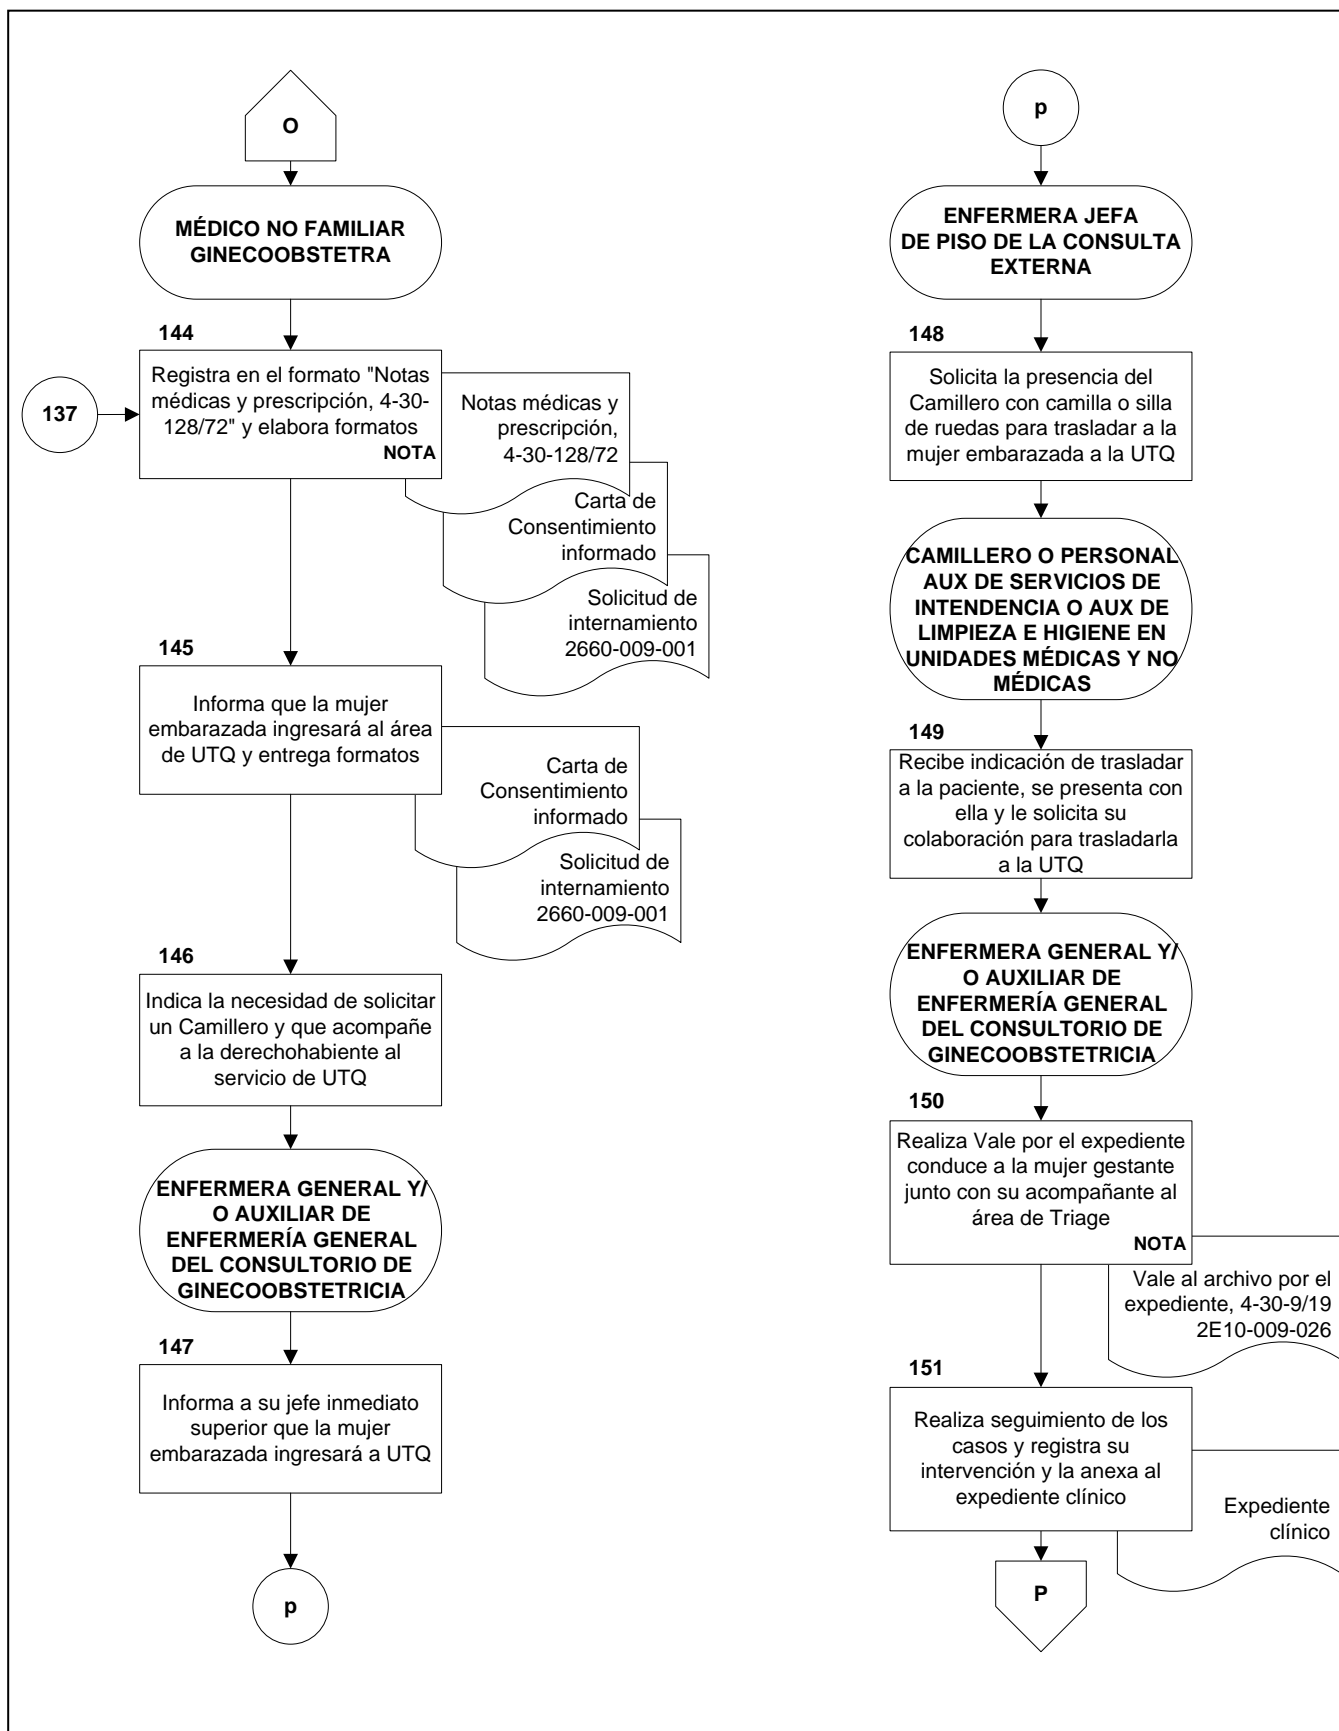 O
MÉDICO NO FAMILIAR
GINECOOBSTETRA
144
137
Registra en el formato "Notas
médicas y prescripción, 4-30-
128/72" y elabora formatos
NOTA
Notas médicas y
prescripción,
4-30-128/72
Carta de
Consentimiento
informado
Solicitud de
internamiento
2660-009-001
145
Informa que la mujer
embarazada ingresará al área
de UTQ y entrega formatos
Carta de
Consentimiento
informado
Solicitud de
internamiento
2660-009-001
146
Indica la necesidad de solicitar
un Camillero y que acompañe
a la derechohabiente al
servicio de UTQ
ENFERMERA GENERAL Y/
O AUXILIAR DE
ENFERMERÍA GENERAL
DEL CONSULTORIO DE
GINECOOBSTETRICIA
147
Informa a su jefe inmediato
superior que la mujer
embarazada ingresará a UTQ
p
p
ENFERMERA JEFA
DE PISO DE LA CONSULTA
EXTERNA
148
Solicita la presencia del
Camillero con camilla o silla
de ruedas para trasladar a la
mujer embarazada a la UTQ
CAMILLERO O PERSONAL
AUX DE SERVICIOS DE
INTENDENCIA O AUX DE
LIMPIEZA E HIGIENE EN
UNIDADES MÉDICAS Y NO
MÉDICAS
149
Recibe indicación de trasladar
a la paciente, se presenta con
ella y le solicita su
colaboración para trasladarla
a la UTQ
ENFERMERA GENERAL Y/
O AUXILIAR DE
ENFERMERÍA GENERAL
DEL CONSULTORIO DE
GINECOOBSTETRICIA
150
Realiza Vale por el expediente
conduce a la mujer gestante
junto con su acompañante al
área de Triage
NOTA
Vale al archivo por el
expediente, 4-30-9/19
2E10-009-026
151
Realiza seguimiento de los
casos y registra su
intervención y la anexa al
expediente clínico
Expediente
clínico
P